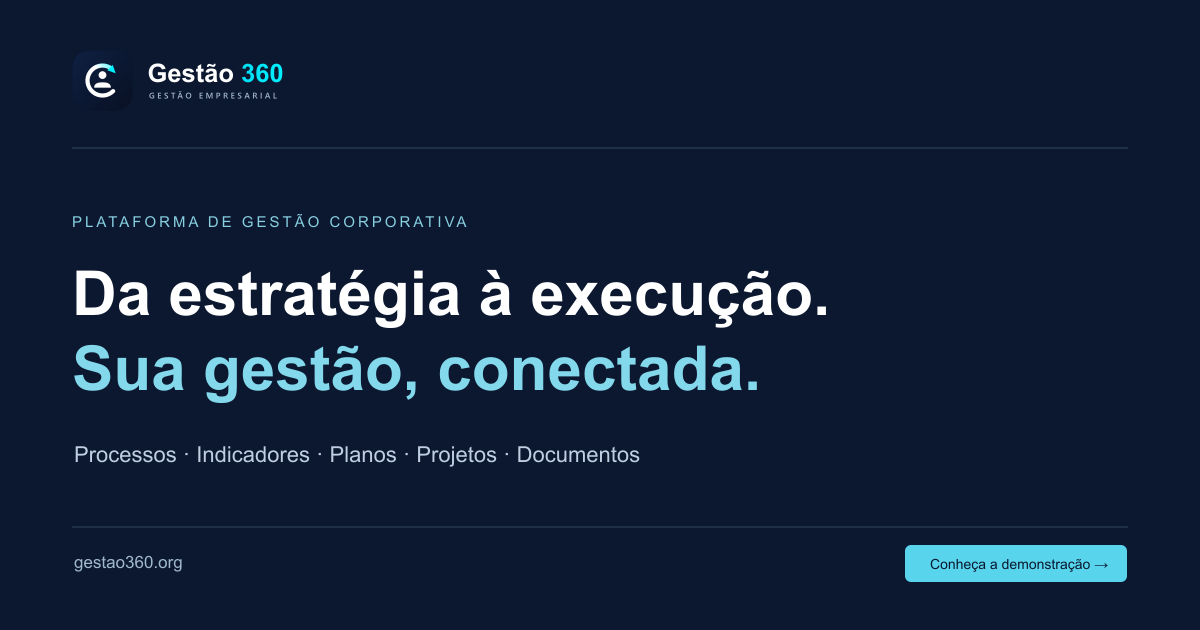 Gestão 360
GESTÃO EMPRESARIAL
PLATAFORMA DE GESTÃO CORPORATIVA
Da estratégia à execução.
Sua gestão, conectada.
Processos · Indicadores · Planos · Projetos · Documentos
gestao360.org
Conheça a demonstração →